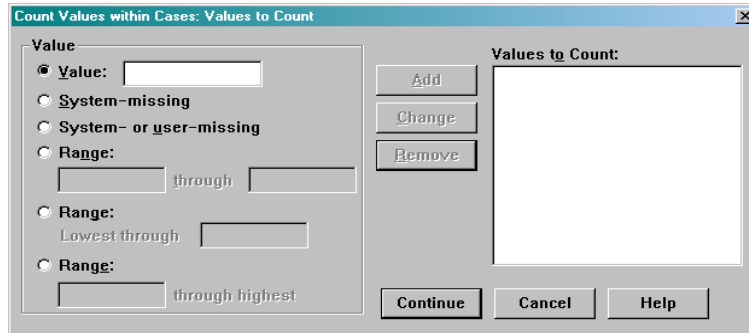 Count Values within Cases: Values to Count
Value
Value:
System-missing
System- or user-missing
Range:
through
Range:
Lowest through
Range:
through highest
Add
Change
Remove
Values to Count:
Continue
Cancel
Help